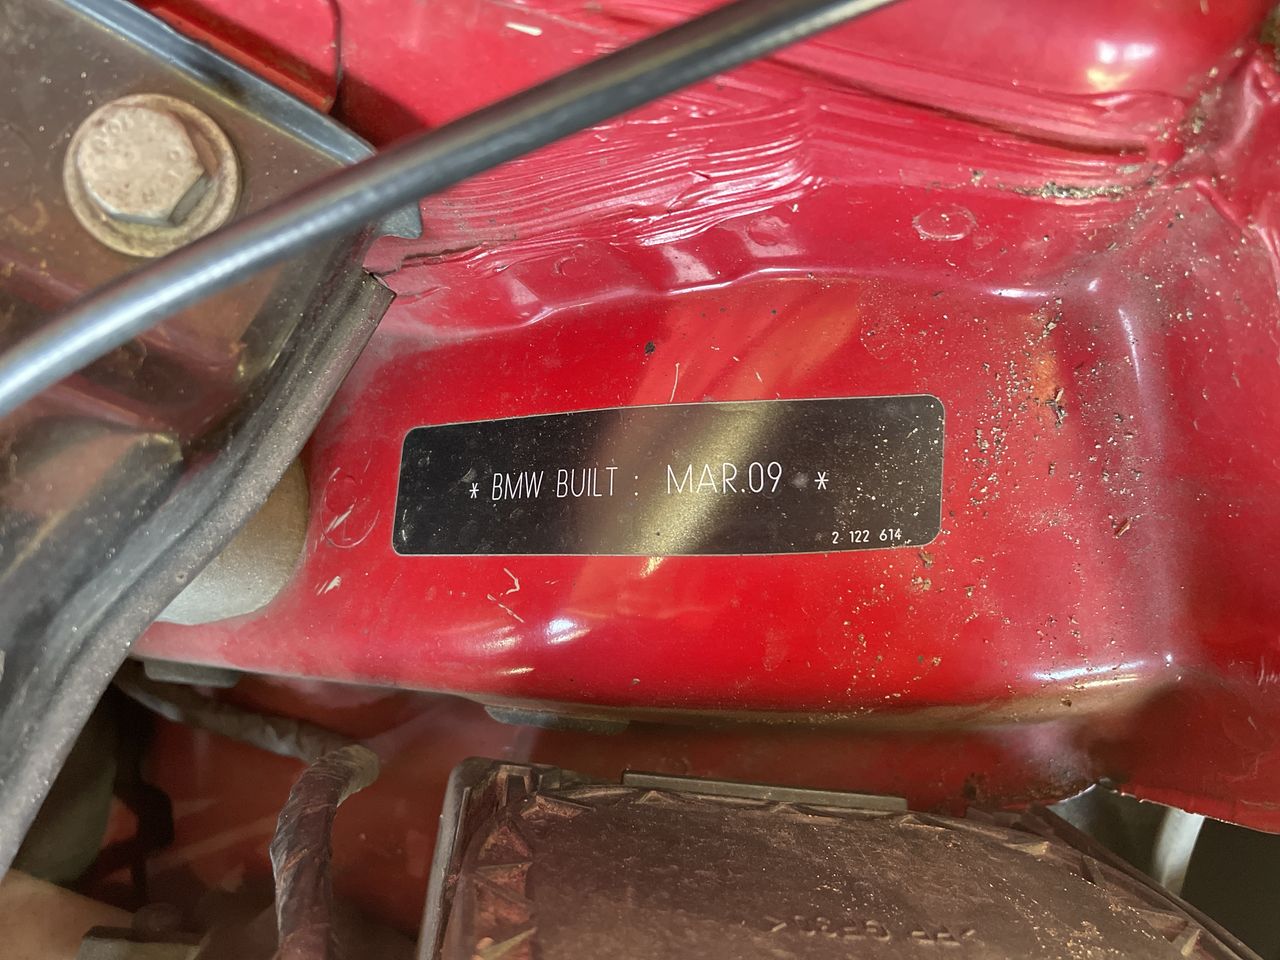 * BMW BUILT : MAR.09 *
2 122 614